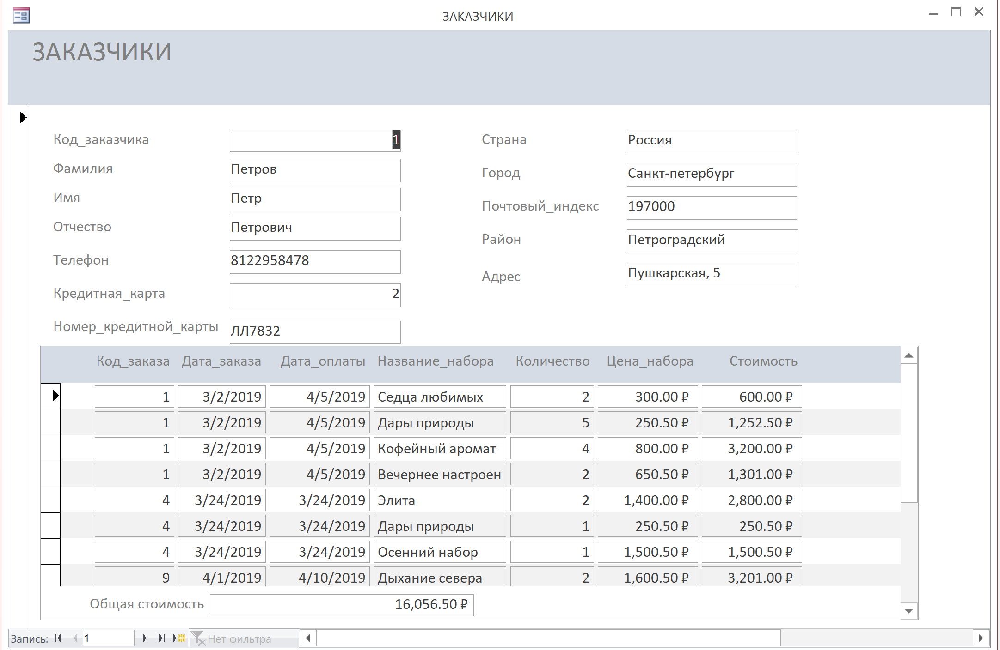 ЗАКАЗЧИКИ
ЗАКАЗЧИКИ
Код_заказчика 1 Страна Россия
Фамилия Петров Город Санкт-петербург
Имя Петр Почтовый_индекс 197000
Отчество Петрович Район Петроградский
Телефон 8122958478 Адрес Пушкарская, 5
Кредитная_карта 2
Номер_кредитной_карты ЛЛ7832
Код_заказа Дата_заказа Дата_оплаты Название_набора Количество Цена_набора Стоимость
1 3/2/2019 4/5/2019 Седца любимых 2 300.00 ₽ 600.00 ₽
1 3/2/2019 4/5/2019 Дары природы 5 250.50 ₽ 1,252.50 ₽
1 3/2/2019 4/5/2019 Кофейный аромат 4 800.00 ₽ 3,200.00 ₽
1 3/2/2019 4/5/2019 Вечернее настроен 2 650.50 ₽ 1,301.00 ₽
4 3/24/2019 3/24/2019 Элита 2 1,400.00 ₽ 2,800.00 ₽
4 3/24/2019 3/24/2019 Дары природы 1 250.50 ₽ 250.50 ₽
4 3/24/2019 3/24/2019 Осенний набор 1 1,500.50 ₽ 1,500.50 ₽
9 4/1/2019 4/10/2019 Дыхание севера 2 1,600.50 ₽ 3,201.00 ₽
Общая стоимость 16,056.50 ₽
Запись: 1 Нет фильтра